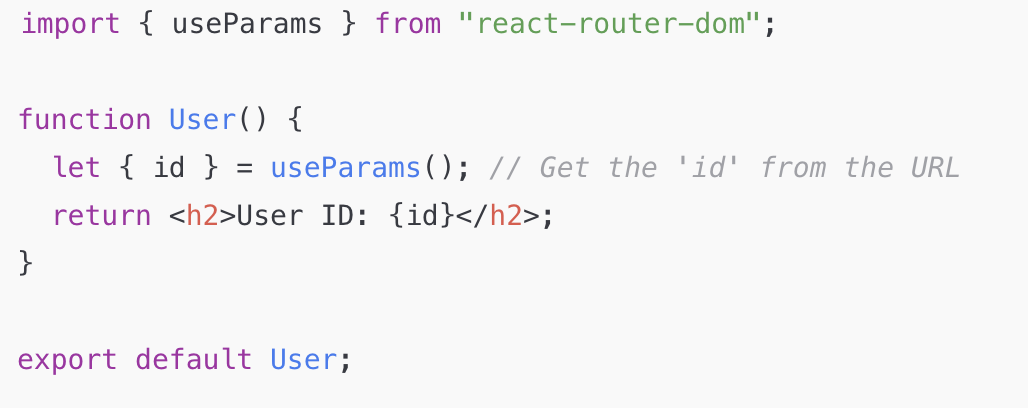 import { useParams } from "react-router-dom";
function User() {
  let { id } = useParams(); // Get the 'id' from the URL
  return <h2>User ID: {id}</h2>;
}
export default User;